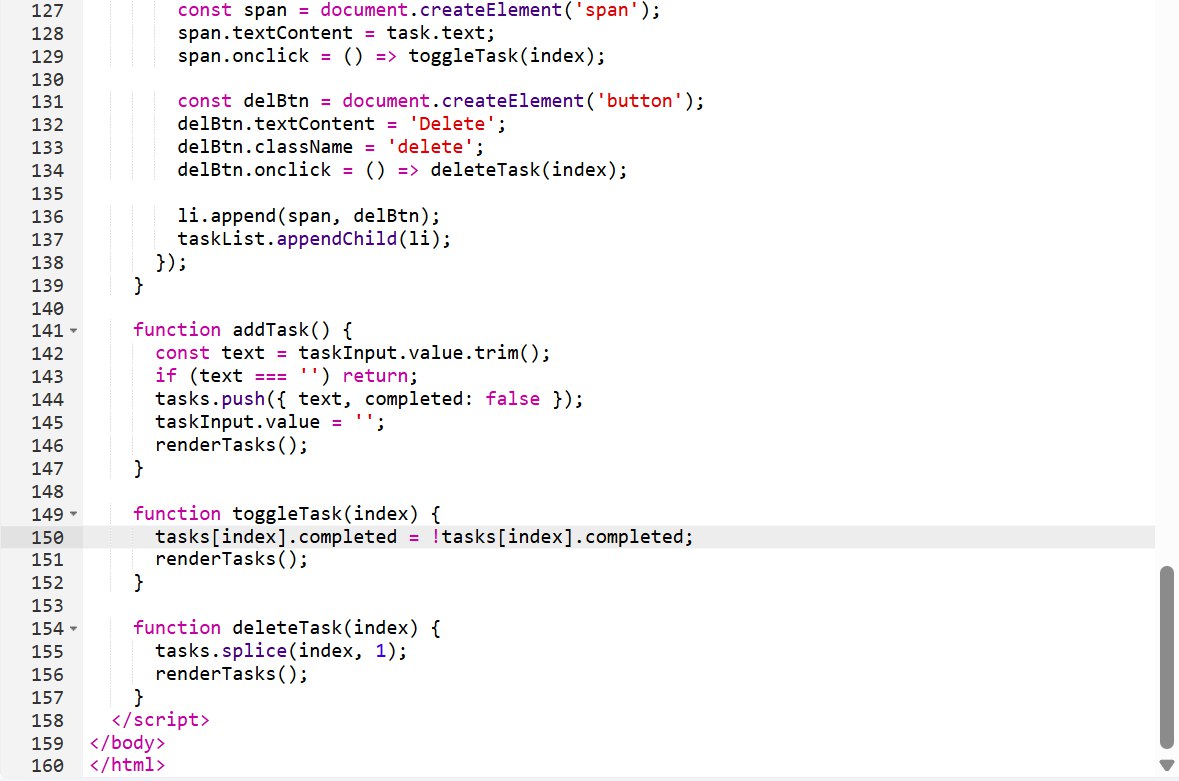 127 const span = document.createElement('span');
128 span.textContent = task.text;
129 span.onclick = () => toggleTask(index);
130
131 const delBtn = document.createElement('button');
132 delBtn.textContent = 'Delete';
133 delBtn.className = 'delete';
134 delBtn.onclick = () => deleteTask(index);
135
136 li.append(span, delBtn);
137 taskList.appendChild(li);
138 });
139 }
140
141 function addTask() {
142 const text = taskInput.value.trim();
143 if (text === '') return;
144 tasks.push({ text, completed: false });
145 taskInput.value = '';
146 renderTasks();
147 }
148
149 function toggleTask(index) {
150 tasks[index].completed = !tasks[index].completed;
151 renderTasks();
152 }
153
154 function deleteTask(index) {
155 tasks.splice(index, 1);
156 renderTasks();
157 }
158 </script>
159 </body>
160 </html>